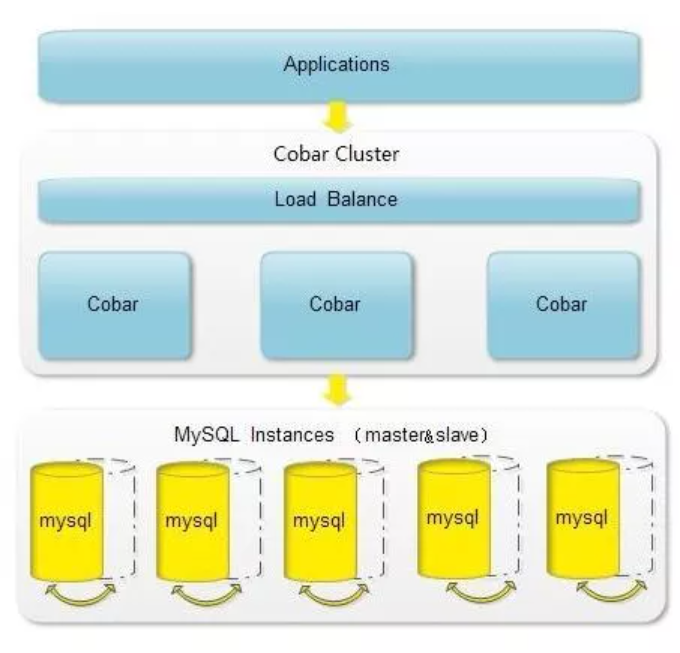 Applications
Cobar Cluster
Load Balance
Cobar Cobar Cobar
MySQL Instances （master&slave）
mysql mysql mysql mysql mysql